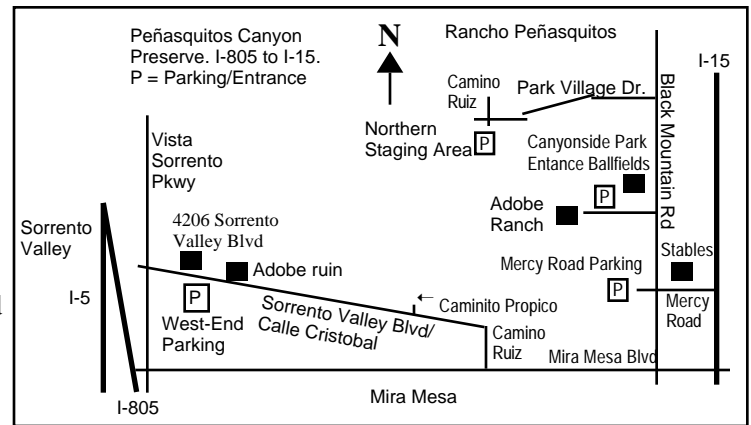 Peñasquitos Canyon
Preserve. I-805 to I-15.
P = Parking/Entrance
N
Rancho Peñasquitos
I-15
Camino
Ruiz
Park Village Dr.
Black Mountain Rd
Northern
Staging Area
P
Canyonside Park
Entance Ballfields
P
Vista
Sorrento
Pkwy
Adobe
Ranch
Sorrento
Valley
4206 Sorrento
Valley Blvd
Adobe ruin
Stables
Mercy Road Parking
P
Mercy
Road
I-5
P
West-End
Parking
Sorrento Valley Blvd/
Calle Cristobal
← Caminito Propico
Camino
Ruiz
Mira Mesa Blvd
Mira Mesa
I-805